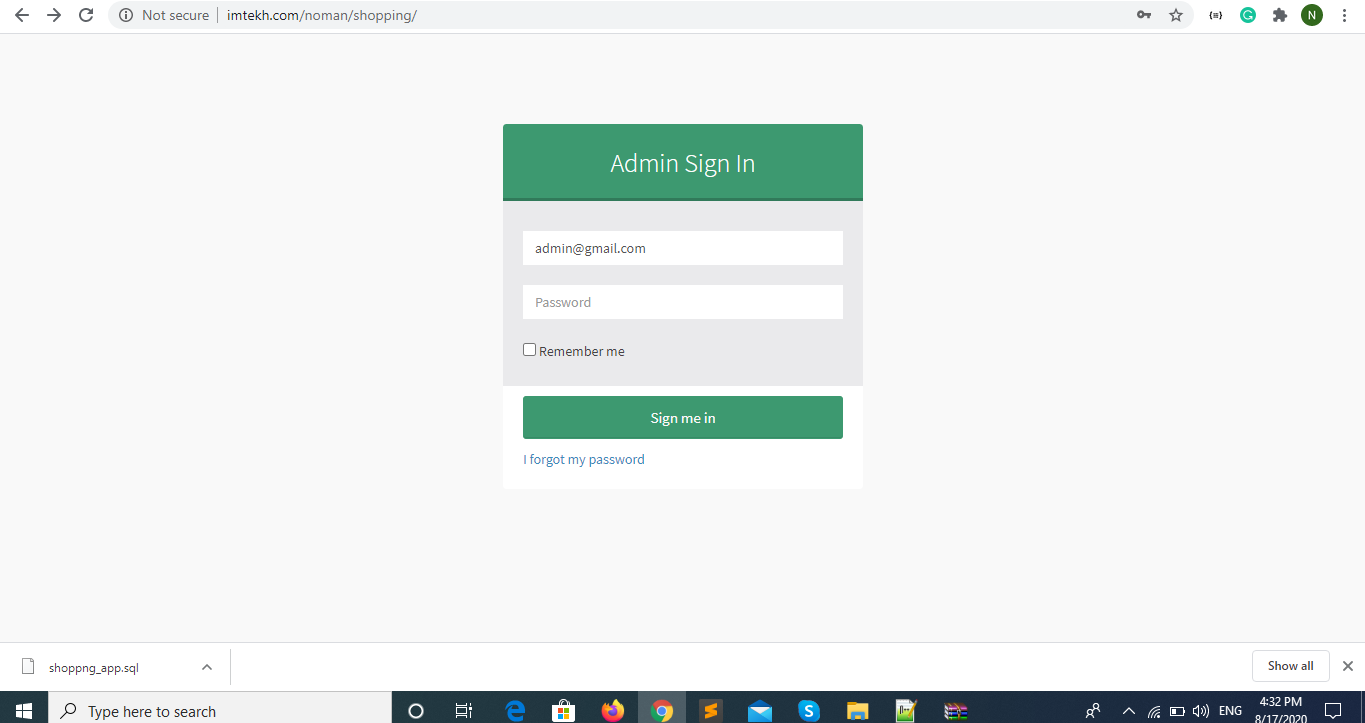 Not secure
imtekh.com/noman/shopping/
N
Admin Sign In
admin@gmail.com
Password
Remember me
Sign me in
I forgot my password
shoppng_app.sql
Show all
Type here to search
ENG
4:32 PM
8/17/2020